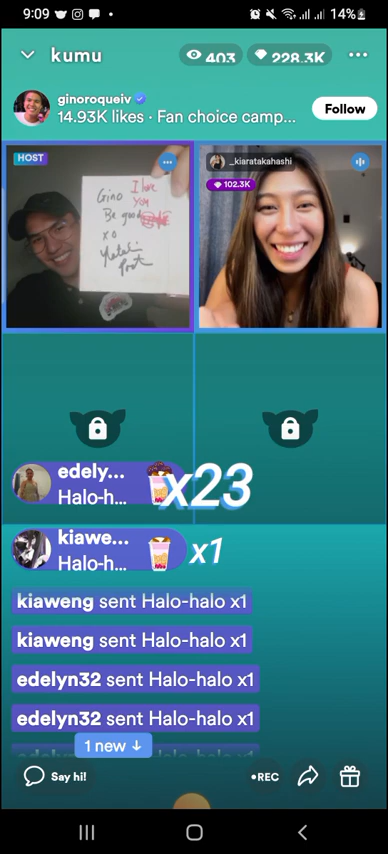 9:09
14%
kumu
403
228.3K
ginoroqueiv
14.93K likes · Fan choice camp...
Follow
HOST
Gino
I love
You
Be good
xo
_kiaratakahashi
102.3K
edely...
Halo-h...
x23
kiawe...
Halo-h...
x1
kiaweng sent Halo-halo x1
kiaweng sent Halo-halo x1
edelyn32 sent Halo-halo x1
edelyn32 sent Halo-halo x1
1 new ↓
Say hi!
•REC